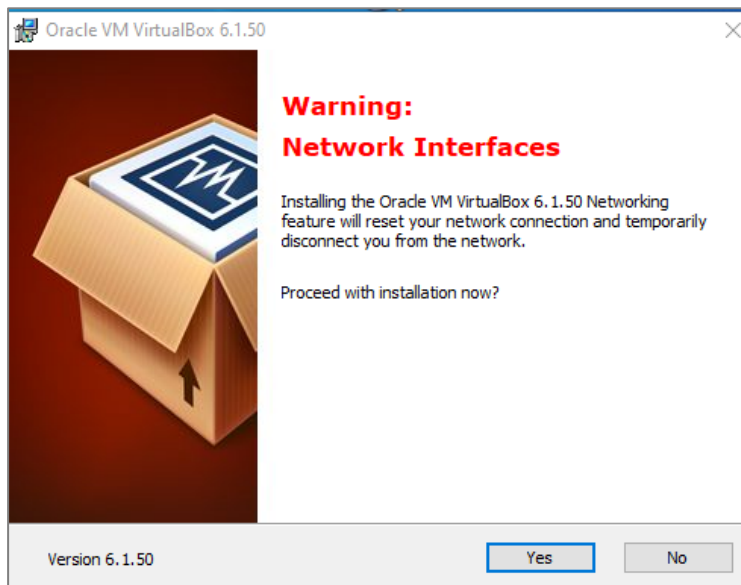 Oracle VM VirtualBox 6.1.50
Warning:
Network Interfaces
Installing the Oracle VM VirtualBox 6.1.50 Networking
feature will reset your network connection and temporarily
disconnect you from the network.
Proceed with installation now?
Version 6.1.50
Yes
No